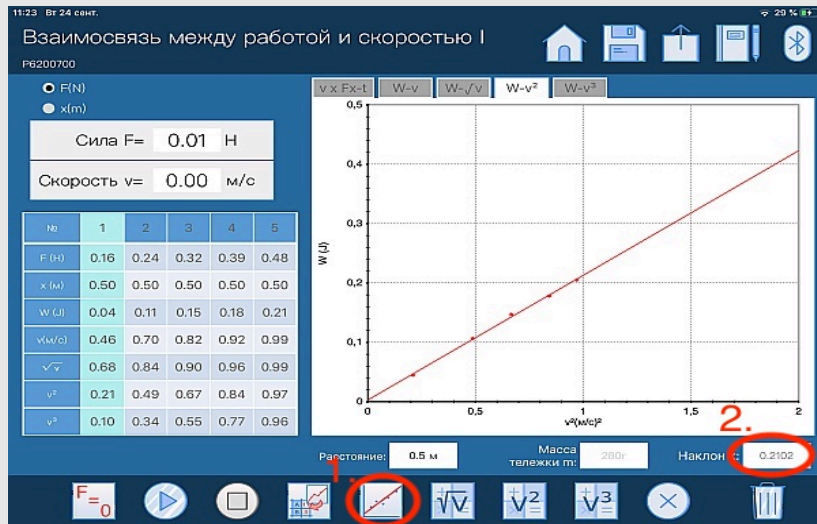 11:23 Вт 24 сент.
29 %
Взаимосвязь между работой и скоростью I
P6200700
F(N)
x(m)
Сила F= 0.01 Н
Скорость v= 0.00 м/с
№ 1 2 3 4 5
F (Н) 0.16 0.24 0.32 0.39 0.48
x (м) 0.50 0.50 0.50 0.50 0.50
W (J) 0.04 0.11 0.15 0.18 0.21
v(м/с) 0.46 0.70 0.82 0.92 0.99
√v 0.68 0.84 0.90 0.96 0.99
v² 0.21 0.49 0.67 0.84 0.97
v³ 0.10 0.34 0.55 0.77 0.96
v x Fx-t W-v W-√v W-v² W-v³
0,5
0,4
0,3
0,2
0,1
0
W (J)
0 0,5 1 1,5 2
v²(м/с)²
1.
2.
Расстояние: 0.5 м
Масса
тележки m: 280г
Наклон 0.2102
F=0
√V V² V³